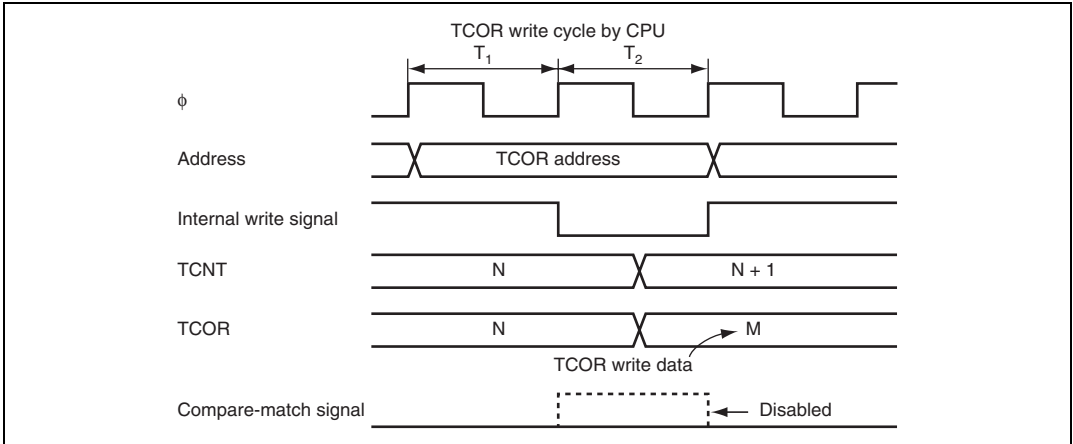 TCOR write cycle by CPU
T1 T2
ϕ
Address TCOR address
Internal write signal
TCNT N N + 1
TCOR N M
TCOR write data
Compare-match signal Disabled